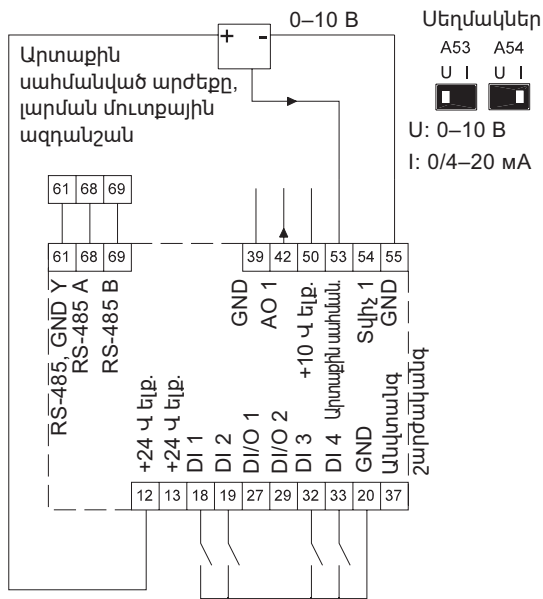 + -
0–10 В
Սեղմակներ
A53 A54
U I U I
U: 0–10 В
I: 0/4–20 мА
Արտաքին
սահմանված արժեքը,
լարման մուտքային
ազդանշան
61 68 69
61 68 69
39 42 50 53 54 55
RS-485, GND Y
RS-485 A
RS-485 B
GND
AO 1
+10 Վ ելք.
Արտաքին սահման.
Տվիչ 1
GND
+24 Վ ելք.
+24 Վ ելք.
DI 1
DI 2
DI/O 1
DI/O 2
DI 3
DI 4
GND
Անվտանգ
շարժականգ
12 13 18 19 27 29 32 33 20 37